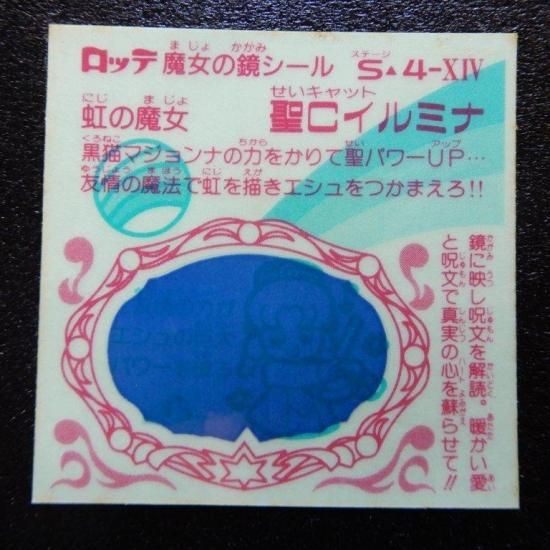 ロッテ 魔女の鏡シール S▲4-XIV
虹の魔女 聖Cイルミナ
黒猫マジョンナの力をかりて聖パワーUP…
友情の魔法で虹を描きエシュをつかまえろ!!
鏡に映し呪文を解読。暖かい愛
と呪文で真実の心を蘇らせて!!